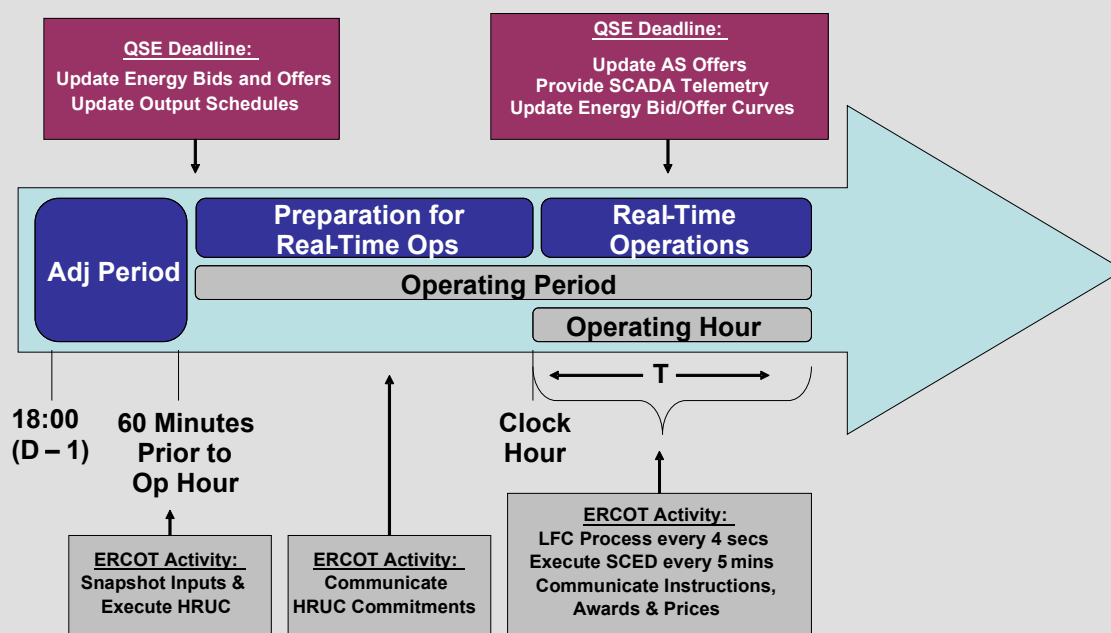 QSE Deadline:
Update Energy Bids and Offers
Update Output Schedules
QSE Deadline:
Update AS Offers
Provide SCADA Telemetry
Update Energy Bid/Offer Curves
Adj Period
Preparation for
Real-Time Ops
Real-Time
Operations
Operating Period
Operating Hour
T
18:00
(D – 1)
60 Minutes
Prior to
Op Hour
Clock
Hour
ERCOT Activity:
Snapshot Inputs &
Execute HRUC
ERCOT Activity:
Communicate
HRUC Commitments
ERCOT Activity:
LFC Process every 4 secs
Execute SCED every 5 mins
Communicate Instructions,
Awards & Prices